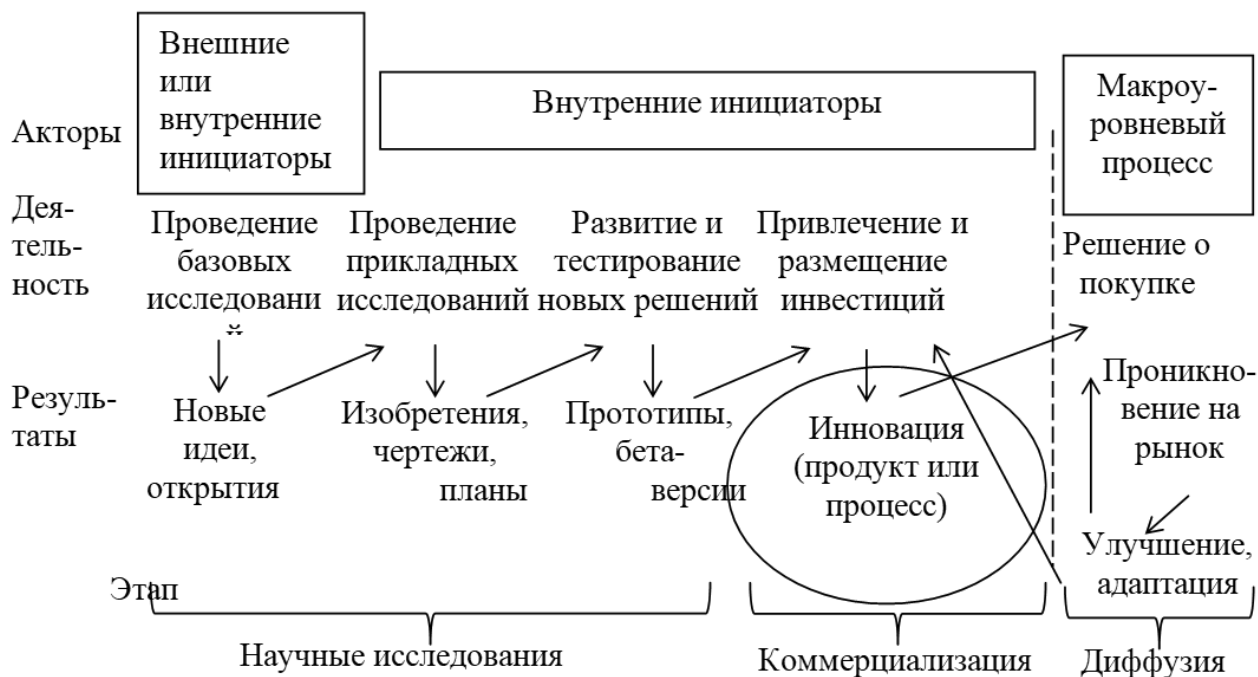 Внешние
или
внутренние
инициаторы
Внутренние инициаторы
Макроу-
ровневый
процесс
Акторы
Дея-
тель-
ность
Проведение
базовых
исследовани
й
Проведение
прикладных
исследований
Развитие и
тестирование
новых решений
Привлечение и
размещение
инвестиций
Решение о
покупке
Резуль-
таты
Новые
идеи,
открытия
Изобретения,
чертежи,
планы
Прототипы,
бета-
версии
Инновация
(продукт или
процесс)
Проникно-
вение на
рынок
Улучшение,
адаптация
Этап
Научные исследования
Коммерциализация
Диффузия